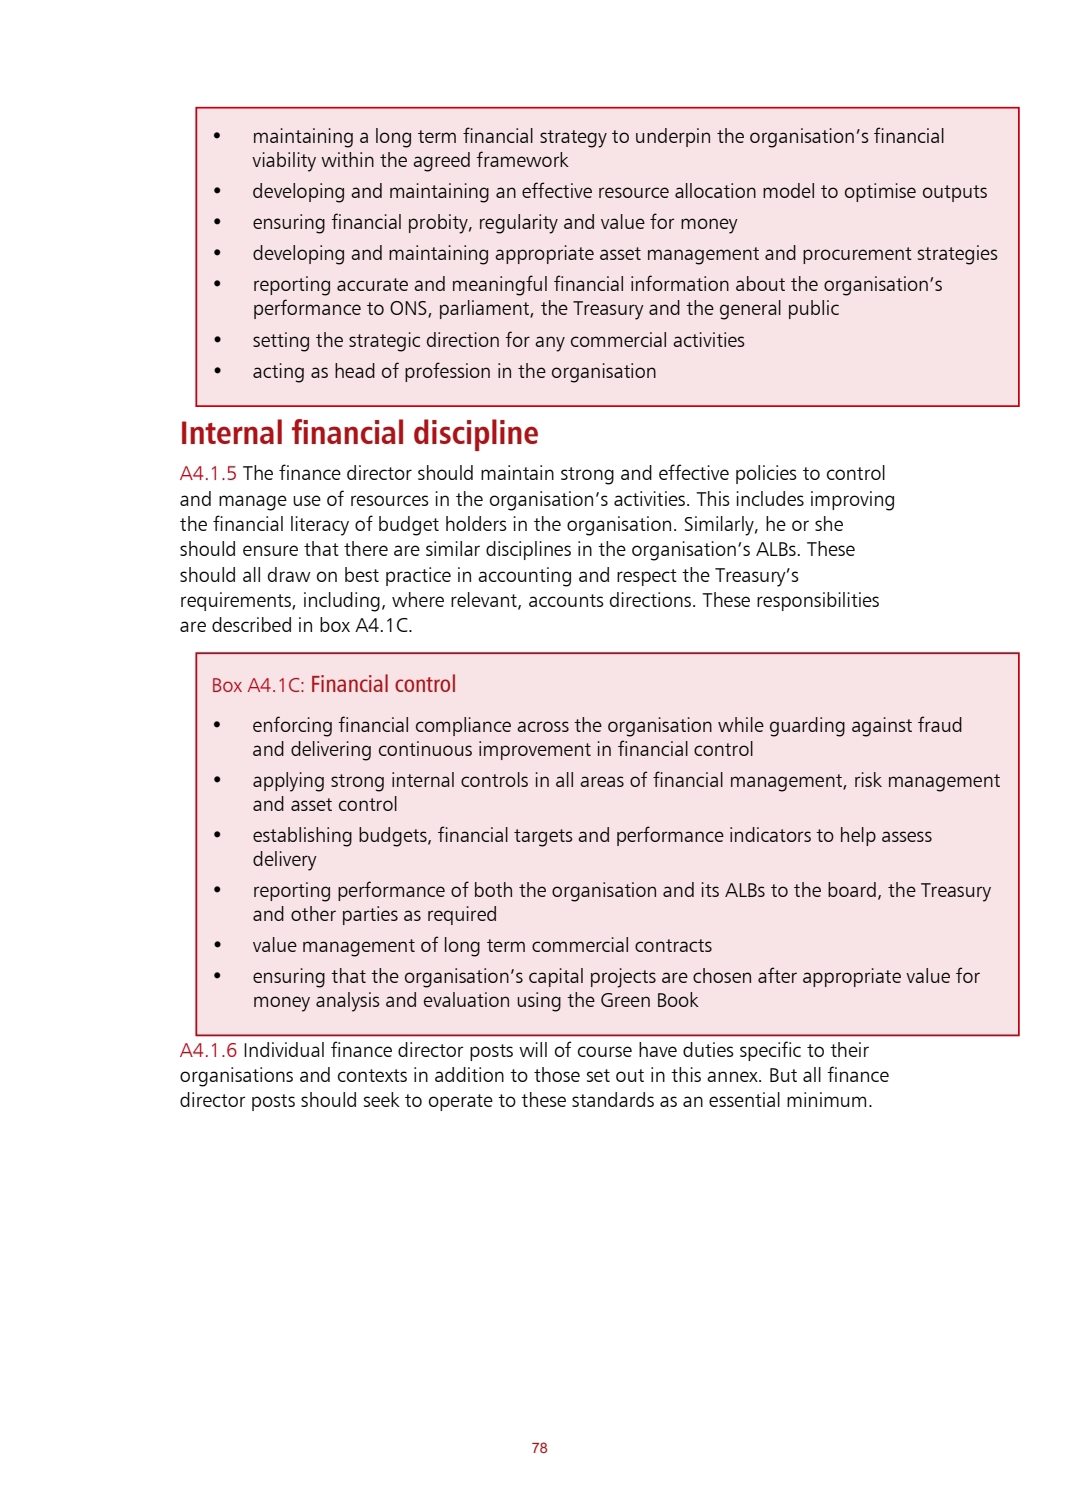 • maintaining a long term financial strategy to underpin the organisation's financial
viability within the agreed framework
• developing and maintaining an effective resource allocation model to optimise outputs
• ensuring financial probity, regularity and value for money
• developing and maintaining appropriate asset management and procurement strategies
• reporting accurate and meaningful financial information about the organisation's
performance to ONS, parliament, the Treasury and the general public
• setting the strategic direction for any commercial activities
• acting as head of profession in the organisation
Internal financial discipline
A4.1.5 The finance director should maintain strong and effective policies to control
and manage use of resources in the organisation's activities. This includes improving
the financial literacy of budget holders in the organisation. Similarly, he or she
should ensure that there are similar disciplines in the organisation's ALBs. These
should all draw on best practice in accounting and respect the Treasury's
requirements, including, where relevant, accounts directions. These responsibilities
are described in box A4.1C.
Box A4.1C: Financial control
• enforcing financial compliance across the organisation while guarding against fraud
and delivering continuous improvement in financial control
• applying strong internal controls in all areas of financial management, risk management
and asset control
• establishing budgets, financial targets and performance indicators to help assess
delivery
• reporting performance of both the organisation and its ALBs to the board, the Treasury
and other parties as required
• value management of long term commercial contracts
• ensuring that the organisation's capital projects are chosen after appropriate value for
money analysis and evaluation using the Green Book
A4.1.6 Individual finance director posts will of course have duties specific to their
organisations and contexts in addition to those set out in this annex. But all finance
director posts should seek to operate to these standards as an essential minimum.
78